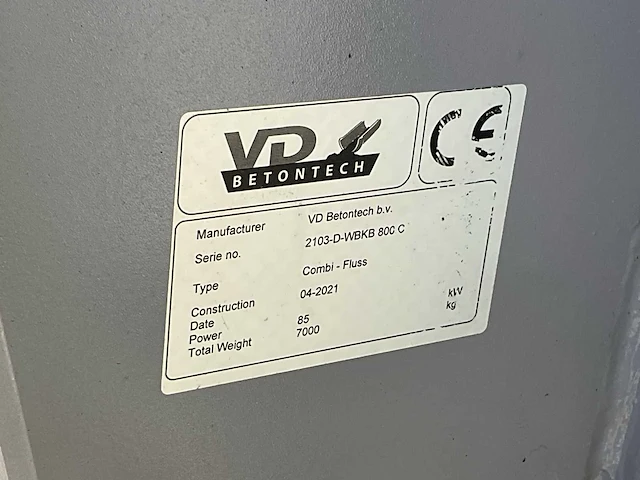 VD
BETONTECH
CE
Manufacturer VD Betontech b.v.
Serie no. 2103-D-WBKB 800 C
Type Combi - Fluss
Construction 04-2021
Date
Power 85 kW
Total Weight 7000 kg